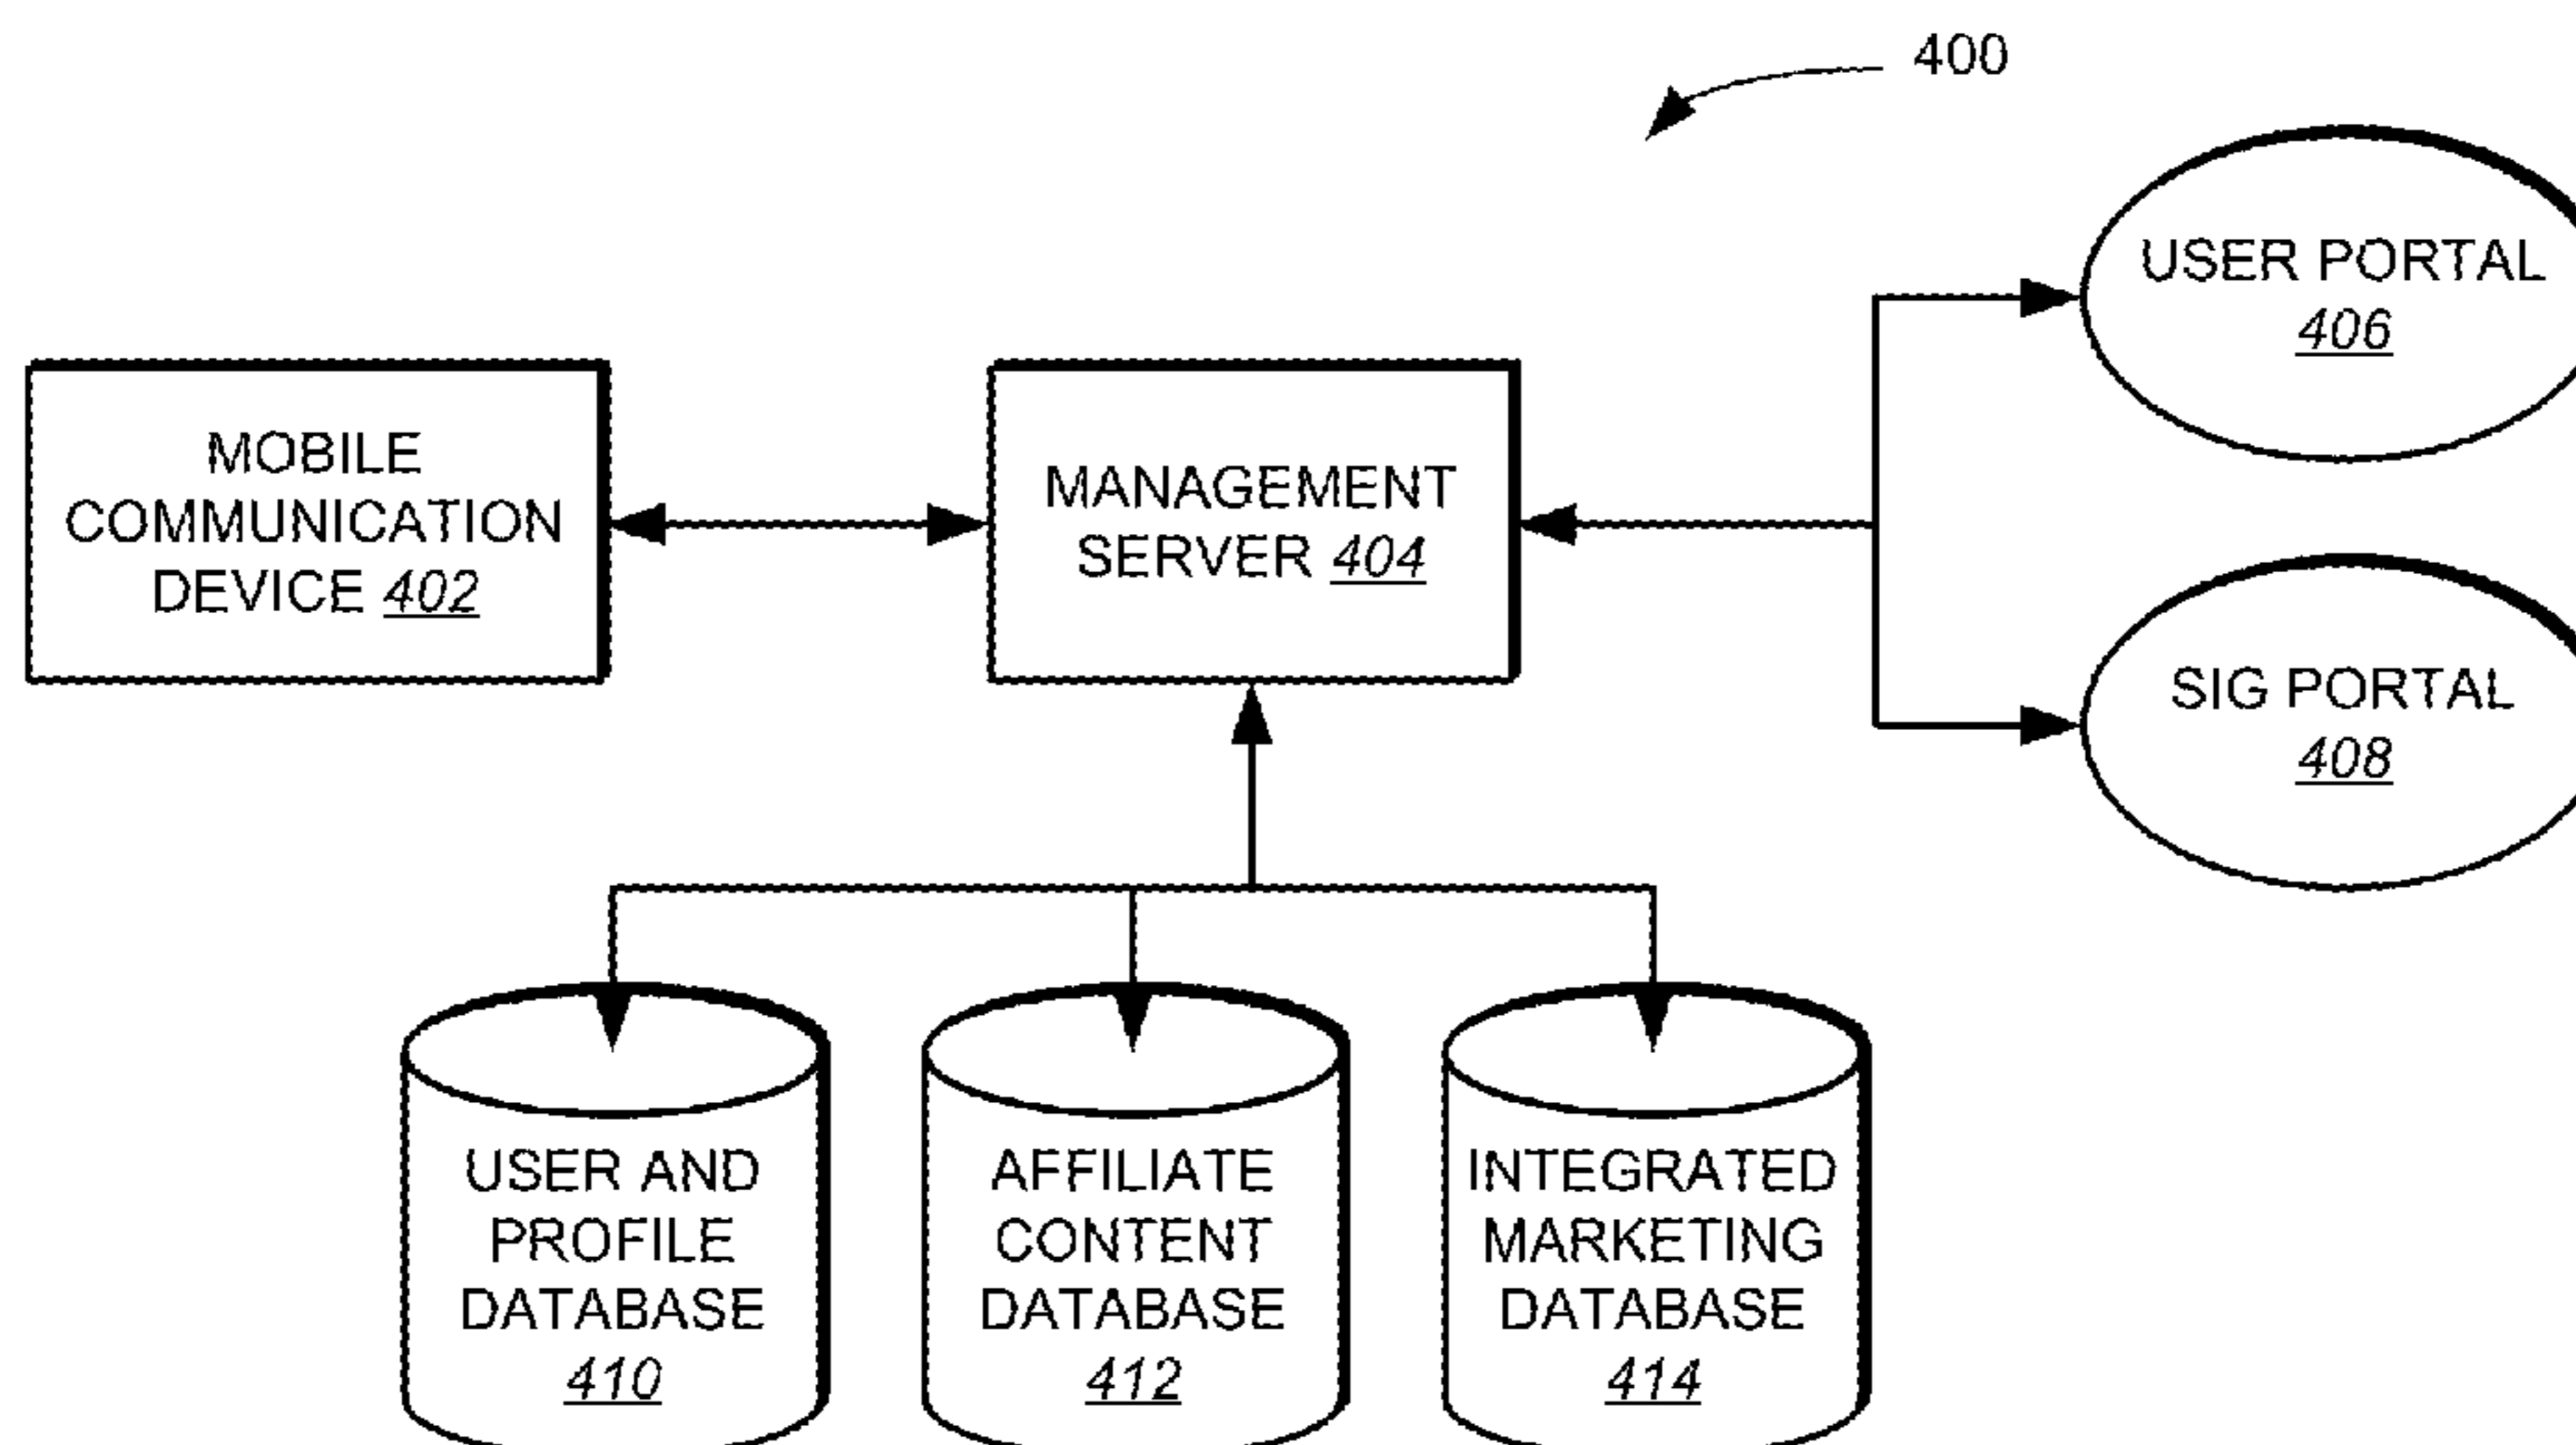 400
USER PORTAL
406
MOBILE
COMMUNICATION
DEVICE 402
MANAGEMENT
SERVER 404
SIG PORTAL
408
USER AND
PROFILE
DATABASE
410
AFFILIATE
CONTENT
DATABASE
412
INTEGRATED
MARKETING
DATABASE
414